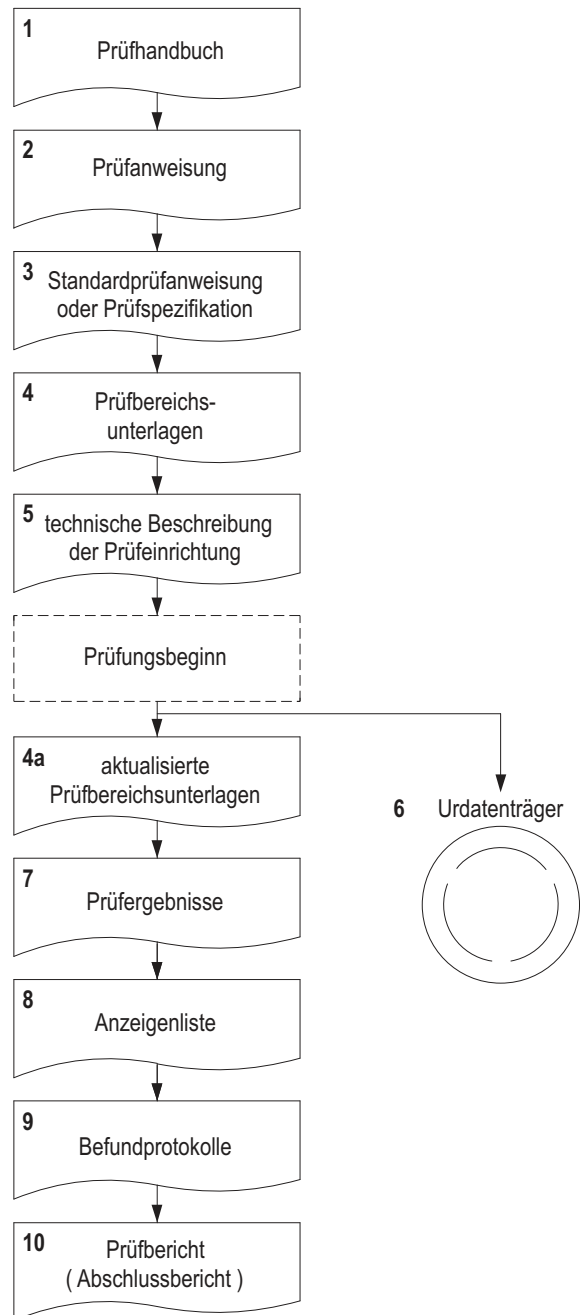 1
Prüfhandbuch
2
Prüfanweisung
3 Standardprüfanweisung
oder Prüfspezifikation
4
Prüfbereichs-
unterlagen
5 technische Beschreibung
der Prüfeinrichtung
Prüfungsbeginn
4a aktualisierte
Prüfbereichsunterlagen
6 Urdatenträger
7
Prüfergebnisse
8
Anzeigenliste
9
Befundprotokolle
10 Prüfbericht
( Abschlussbericht )